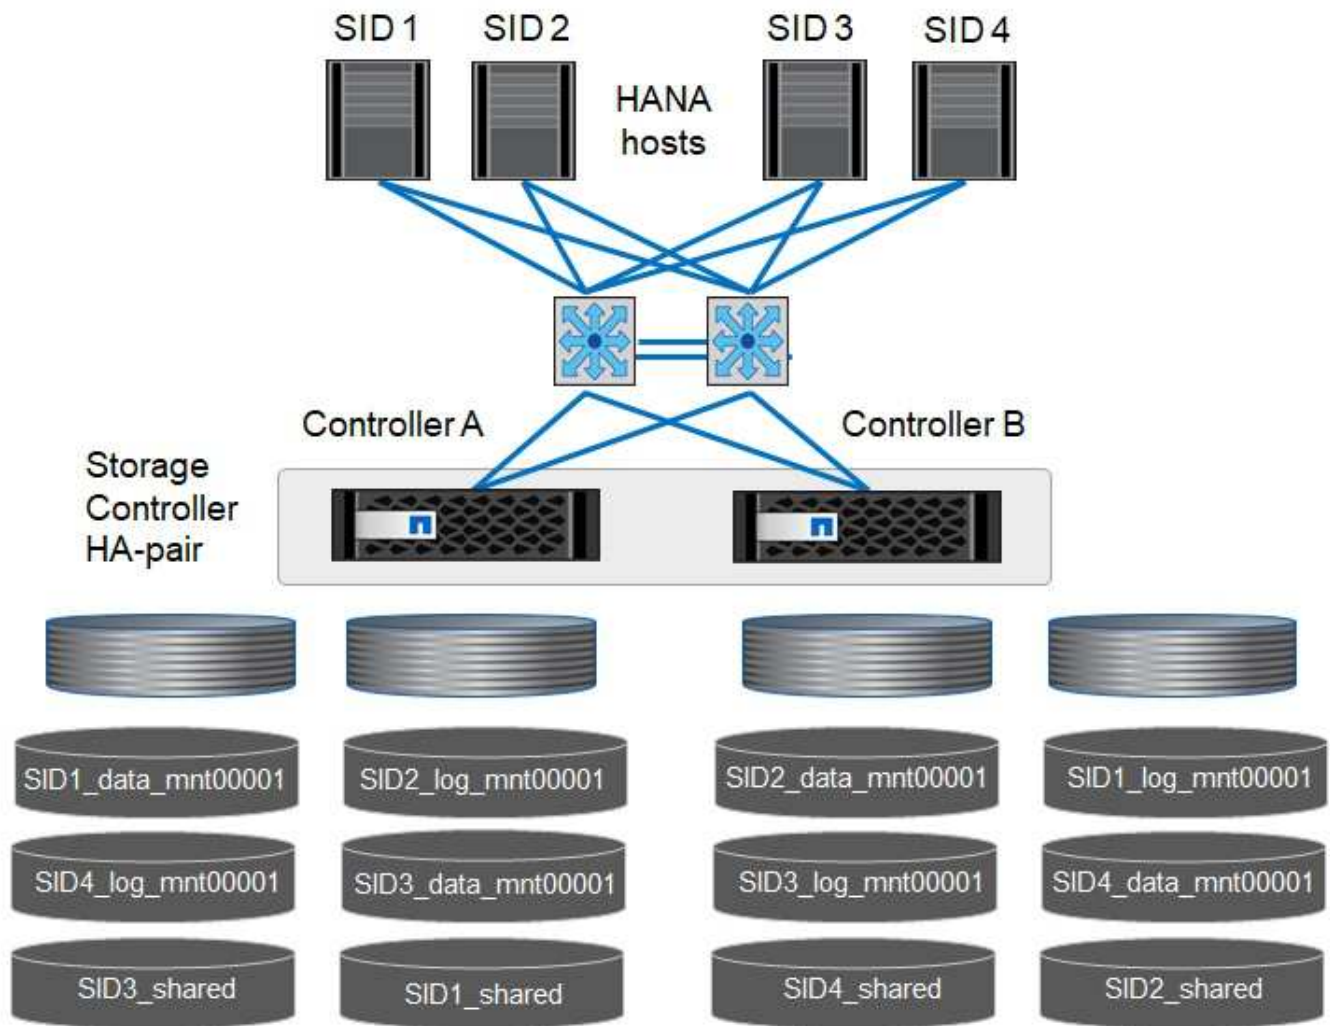 SID 1
SID 2
SID 3
SID 4
HANA
hosts
Controller A
Controller B
Storage
Controller
HA-pair
SID1_data_mnt00001
SID2_log_mnt00001
SID2_data_mnt00001
SID1_log_mnt00001
SID4_log_mnt00001
SID3_data_mnt00001
SID3_log_mnt00001
SID4_data_mnt00001
SID3_shared
SID1_shared
SID4_shared
SID2_shared